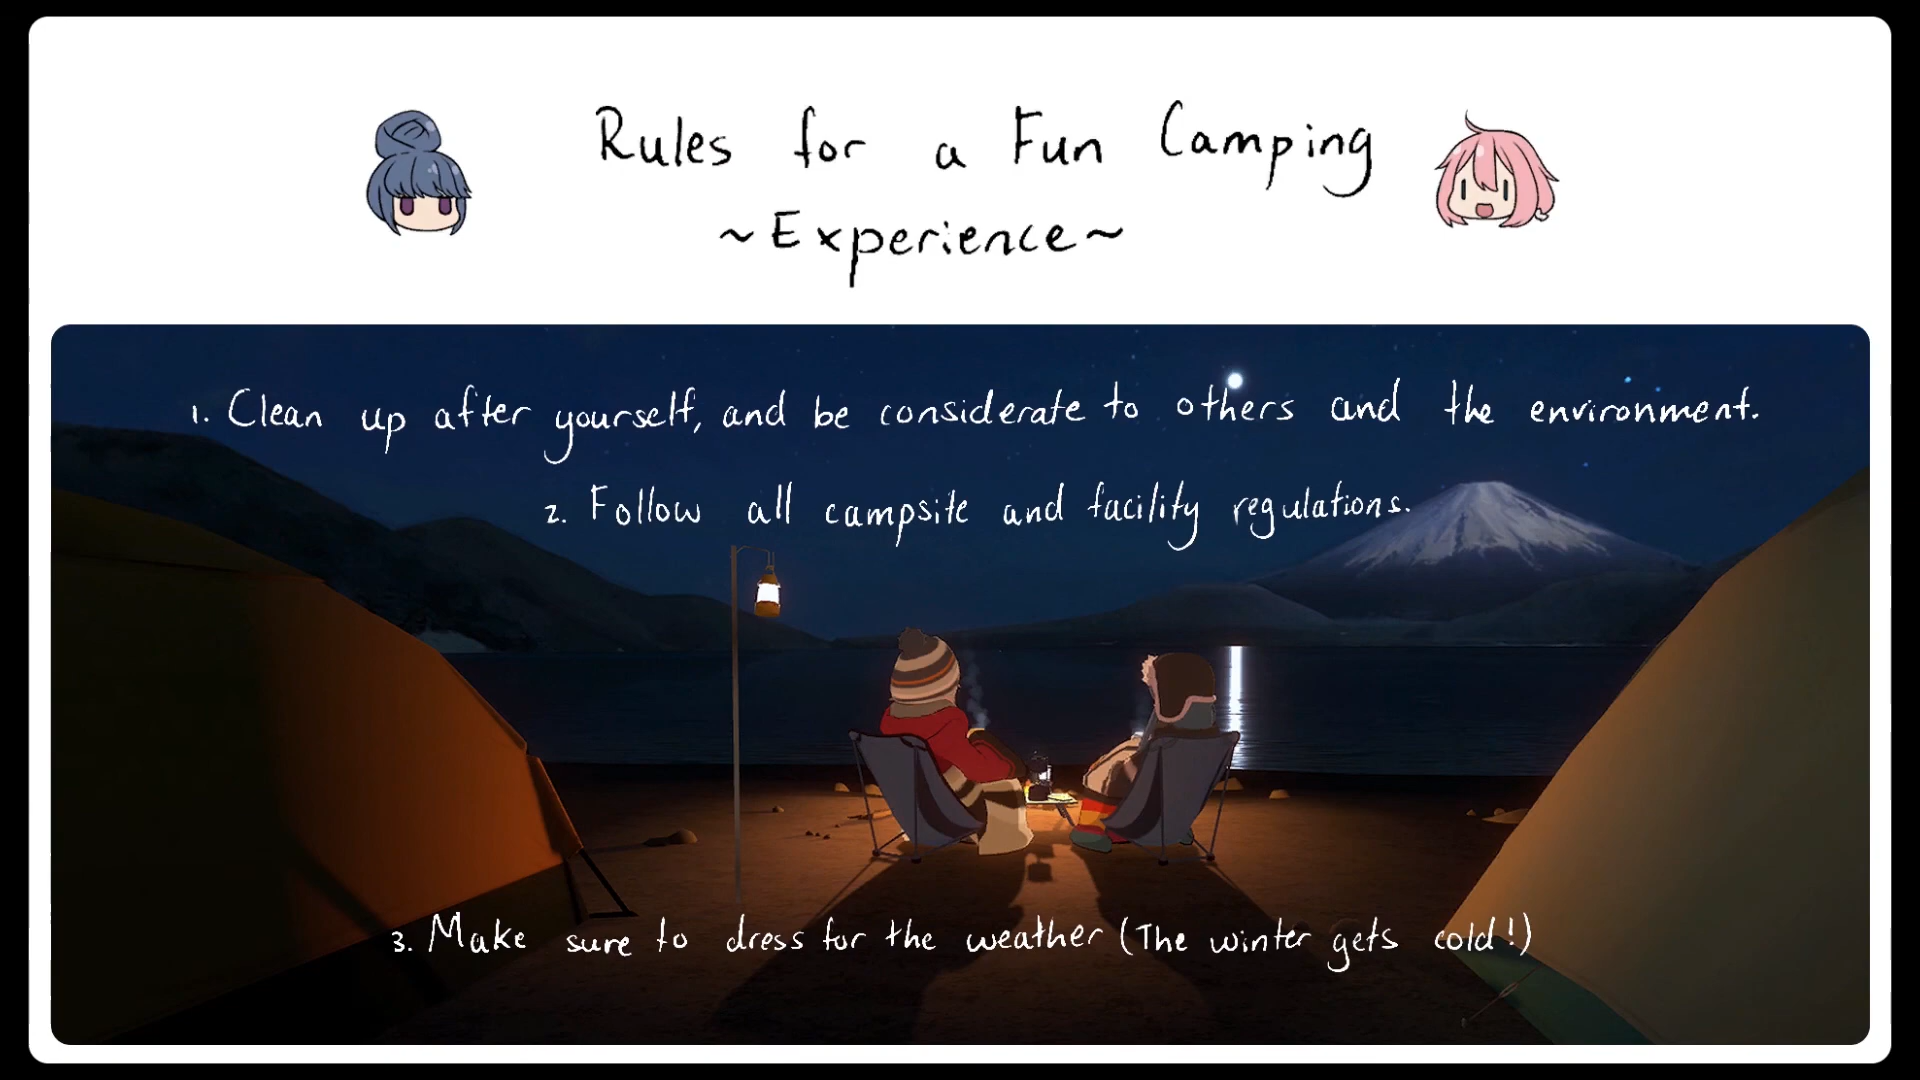 Rules for a Fun Camping
~Experience~
1. Clean up after yourself, and be considerate to others and the environment.
2. Follow all campsite and facility regulations.
3. Make sure to dress for the weather (The winter gets cold!)